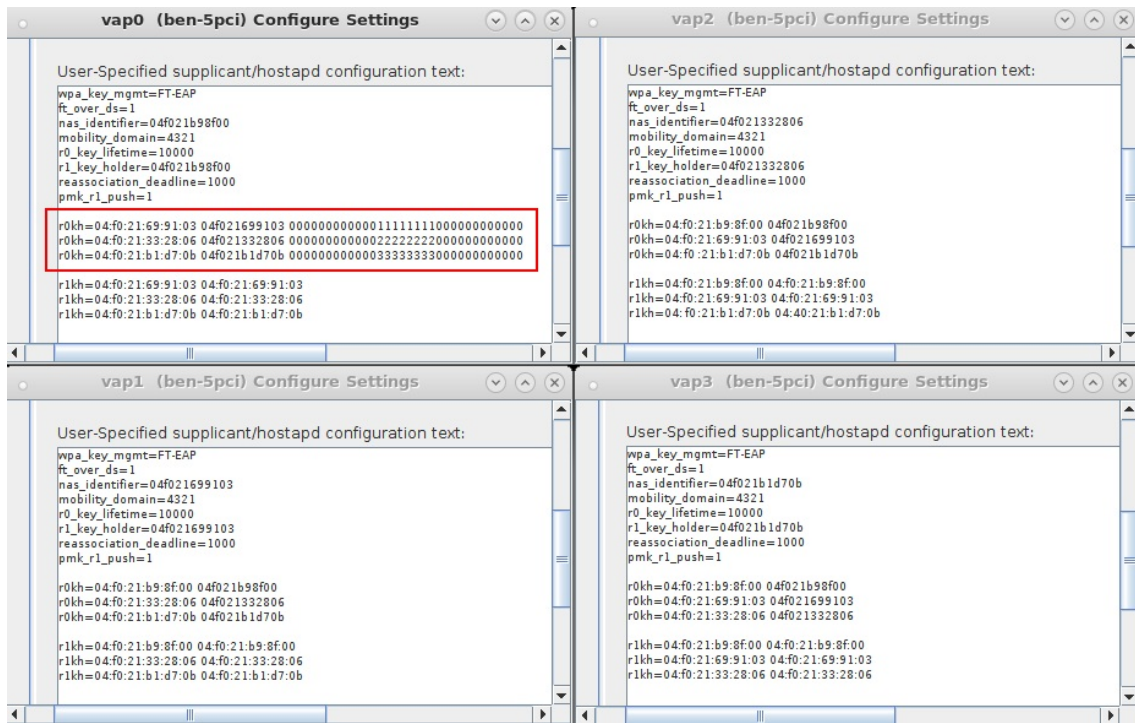 vap0 (ben-5pci) Configure Settings
User-Specified supplicant/hostapd configuration text:
wpa_key_mgmt=FT-EAP
ft_over_ds=1
nas_identifier=04f021b98f00
mobility_domain=4321
r0_key_lifetime=10000
r1_key_holder=04f021b98f00
reassociation_deadline=1000
pmk_r1_push=1
r0kh=04:f0:21:69:91:03 04f021699103 00000000000011111111000000000000
r0kh=04:f0:21:33:28:06 04f021332806 00000000000022222222000000000000
r0kh=04:f0:21:b1:d7:0b 04f021b1d70b 00000000000033333333000000000000
r1kh=04:f0:21:69:91:03 04:f0:21:69:91:03
r1kh=04:f0:21:33:28:06 04:f0:21:33:28:06
r1kh=04:f0:21:b1:d7:0b 04:f0:21:b1:d7:0b
vap2 (ben-5pci) Configure Settings
User-Specified supplicant/hostapd configuration text:
wpa_key_mgmt=FT-EAP
ft_over_ds=1
nas_identifier=04f021332806
mobility_domain=4321
r0_key_lifetime=10000
r1_key_holder=04f021332806
reassociation_deadline=1000
pmk_r1_push=1
r0kh=04:f0:21:b9:8f:00 04f021b98f00
r0kh=04:f0:21:69:91:03 04f021699103
r0kh=04:f0:21:b1:d7:0b 04f021b1d70b
r1kh=04:f0:21:b9:8f:00 04:f0:21:b9:8f:00
r1kh=04:f0:21:69:91:03 04:f0:21:69:91:03
r1kh=04:f0:21:b1:d7:0b 04:40:21:b1:d7:0b
vap1 (ben-5pci) Configure Settings
User-Specified supplicant/hostapd configuration text:
wpa_key_mgmt=FT-EAP
ft_over_ds=1
nas_identifier=04f021699103
mobility_domain=4321
r0_key_lifetime=10000
r1_key_holder=04f021699103
reassociation_deadline=1000
pmk_r1_push=1
r0kh=04:f0:21:b9:8f:00 04f021b98f00
r0kh=04:f0:21:33:28:06 04f021332806
r0kh=04:f0:21:b1:d7:0b 04f021b1d70b
r1kh=04:f0:21:b9:8f:00 04:f0:21:b9:8f:00
r1kh=04:f0:21:33:28:06 04:f0:21:33:28:06
r1kh=04:f0:21:b1:d7:0b 04:f0:21:b1:d7:0b
vap3 (ben-5pci) Configure Settings
User-Specified supplicant/hostapd configuration text:
wpa_key_mgmt=FT-EAP
ft_over_ds=1
nas_identifier=04f021b1d70b
mobility_domain=4321
r0_key_lifetime=10000
r1_key_holder=04f021b1d70b
reassociation_deadline=1000
pmk_r1_push=1
r0kh=04:f0:21:b9:8f:00 04f021b98f00
r0kh=04:f0:21:69:91:03 04f021699103
r0kh=04:f0:21:33:28:06 04f021332806
r1kh=04:f0:21:b9:8f:00 04:f0:21:b9:8f:00
r1kh=04:f0:21:69:91:03 04:f0:21:69:91:03
r1kh=04:f0:21:33:28:06 04:f0:21:33:28:06